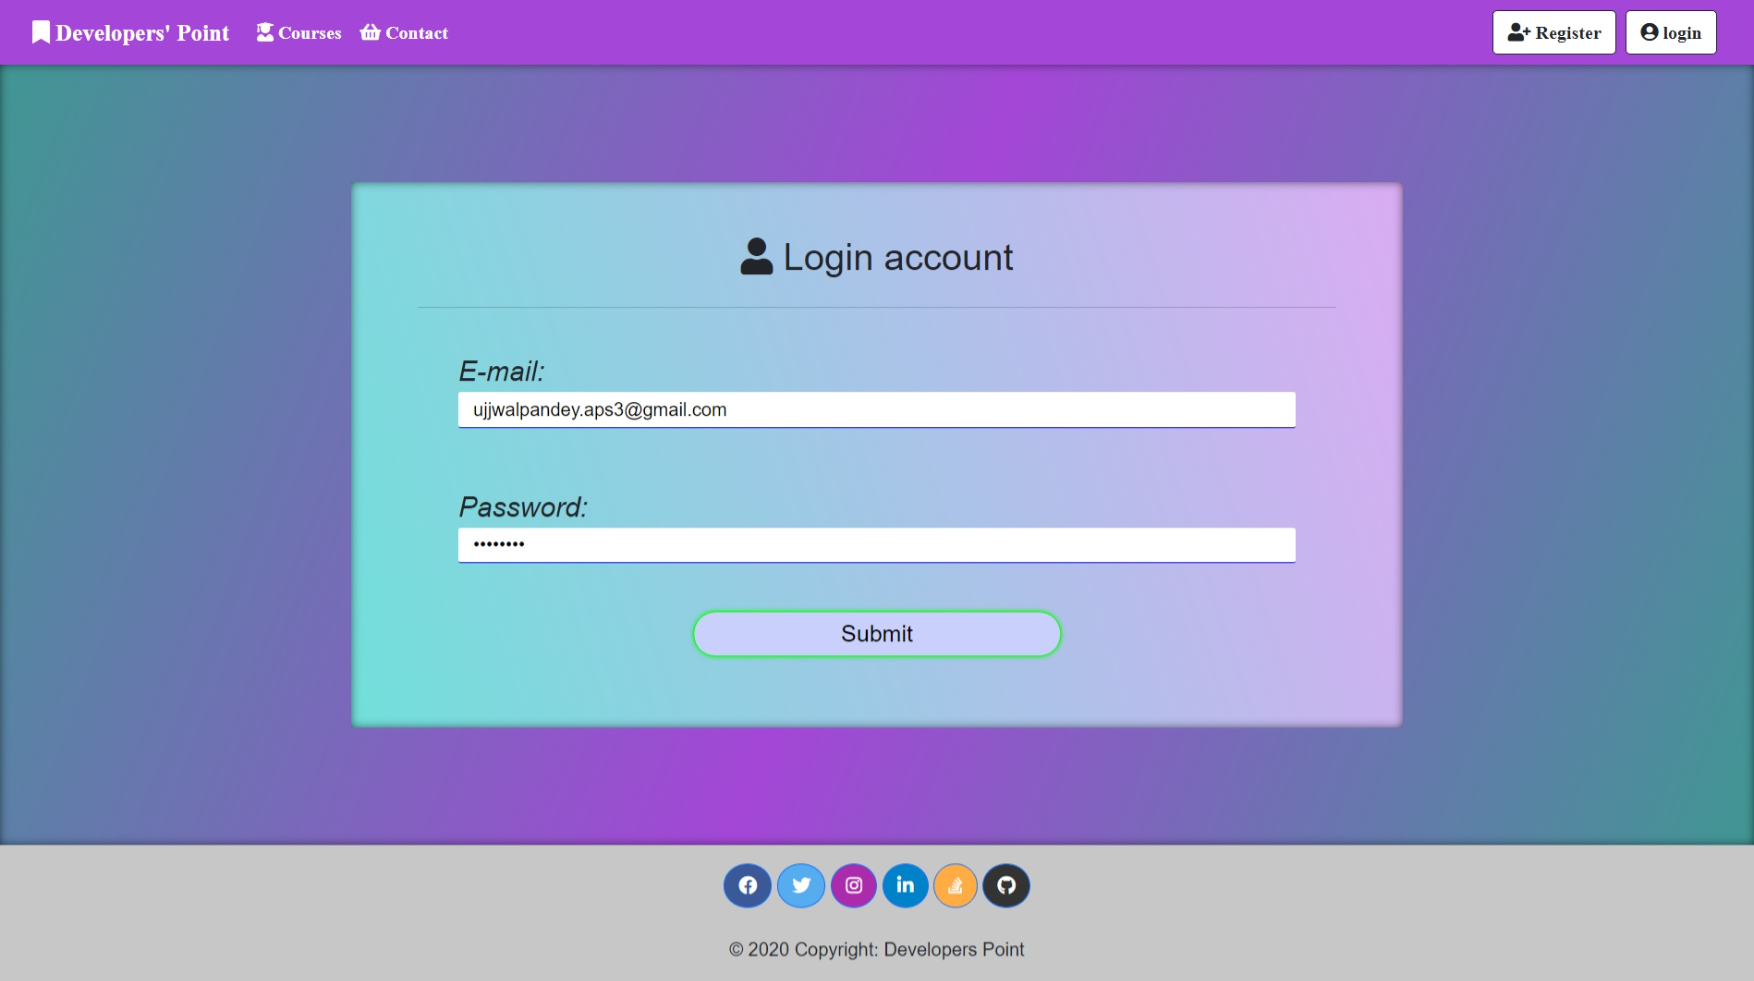 Developers' Point Courses Contact Register login
Login account
E-mail:
ujjwalpandey.aps3@gmail.com
Password:
••••••••
Submit
© 2020 Copyright: Developers Point